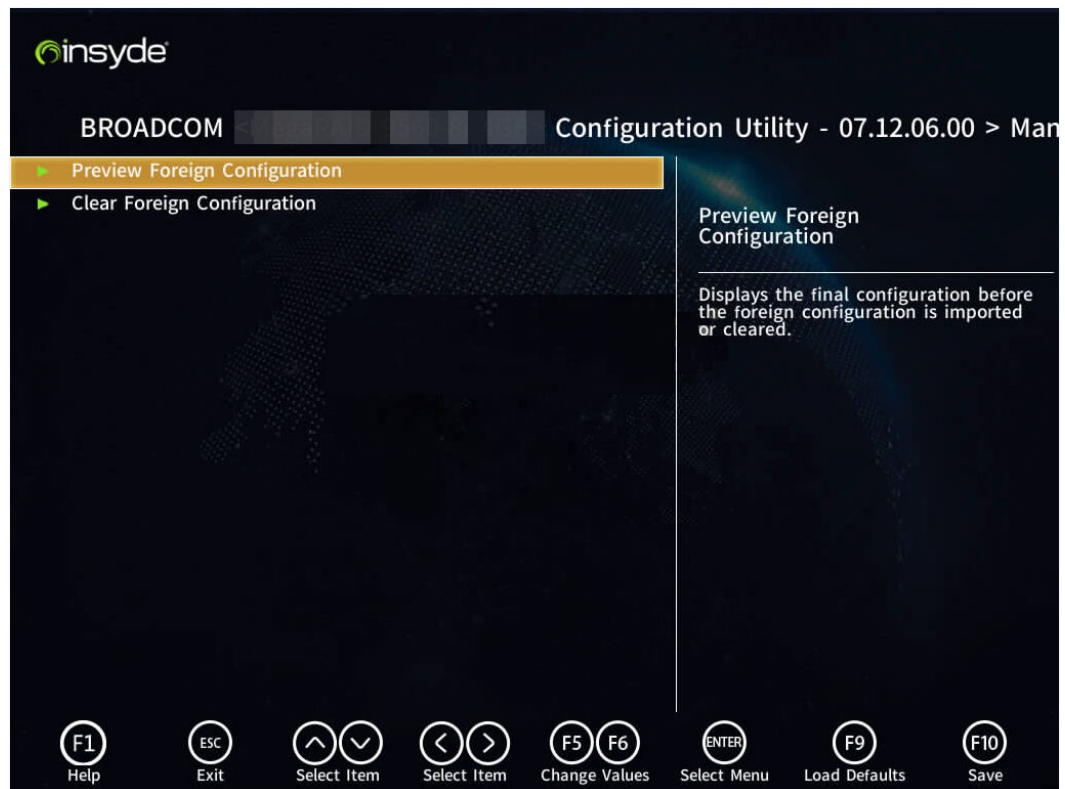 insyde
BROADCOM Configuration Utility - 07.12.06.00 > Man
Preview Foreign Configuration
Clear Foreign Configuration
Preview Foreign
Configuration
Displays the final configuration before
the foreign configuration is imported
or cleared.
F1 ESC F5 F6 ENTER F9 F10
Help Exit Select Item Select Item Change Values Select Menu Load Defaults Save